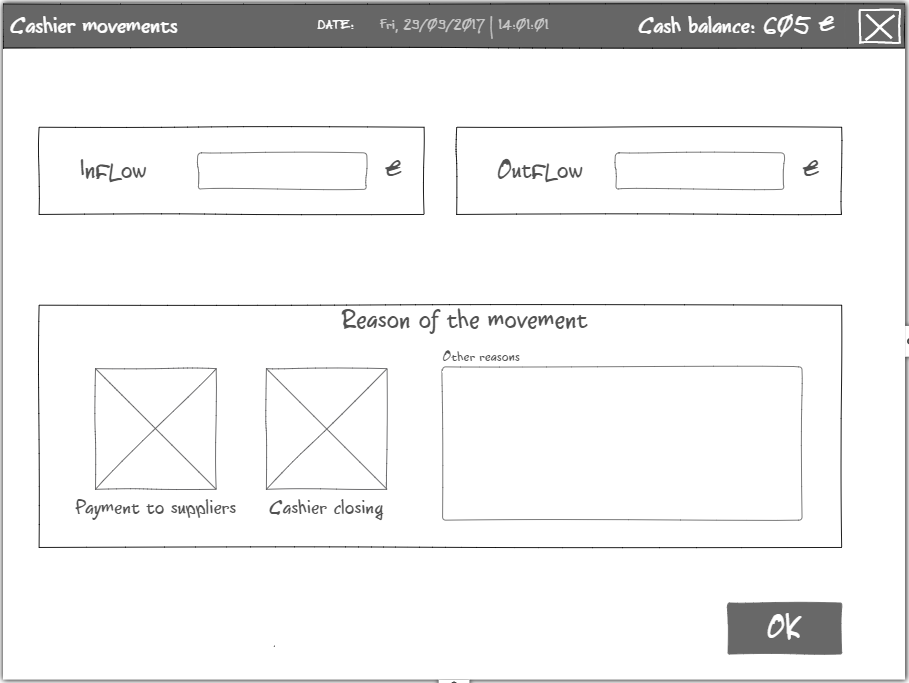 Cashier movements DATE: Fri, 29/09/2017 | 14:01:01 Cash balance: 605 €
InFLow € OutFLow €
Reason of the movement
Other reasons
Payment to suppliers Cashier closing
OK